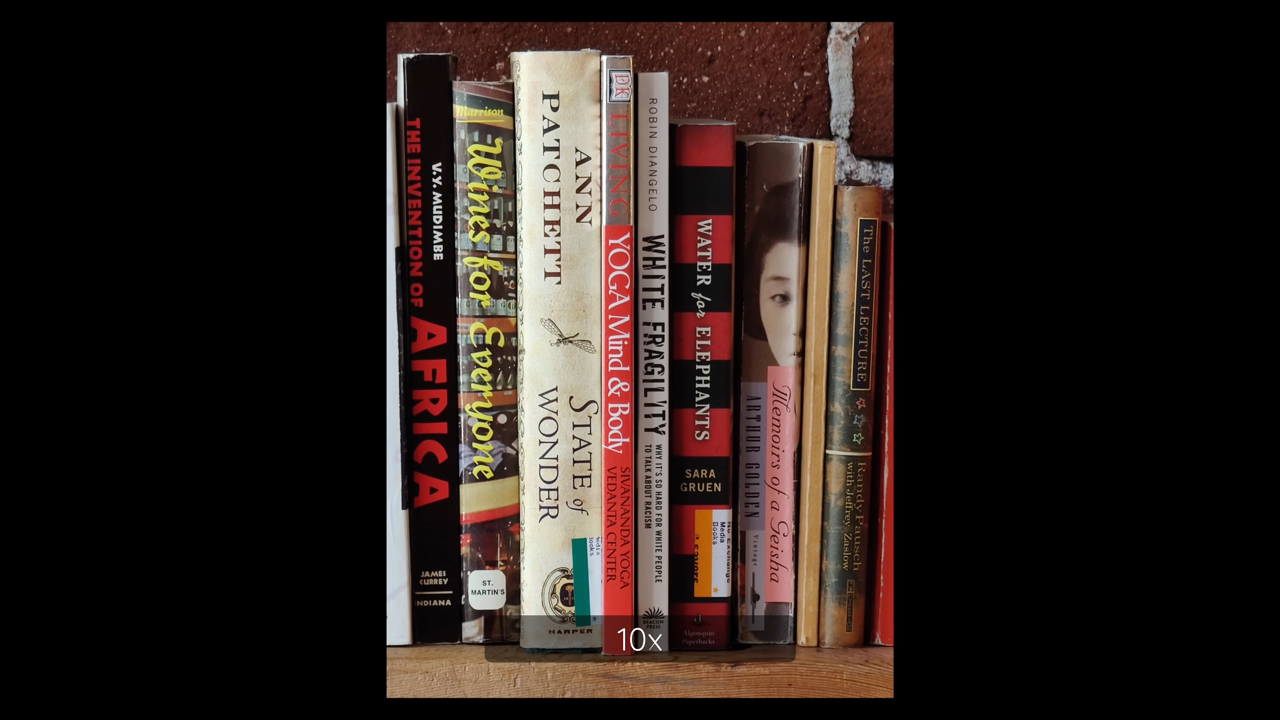 V.Y. MUDIMBE
THE INVENTION OF AFRICA
JAMES
CURREY
INDIANA
Marrison
Wines for Everyone
ST.
MARTIN'S
ANN
PATCHETT
STATE of
WONDER
HARPER
DK
LIVING
YOGA Mind & Body
SIVANANDA YOGA
VEDANTA CENTER
ROBIN DIANGELO
WHITE FRAGILITY
WHY IT'S SO HARD FOR WHITE PEOPLE
TO TALK ABOUT RACISM
BEACON
PRESS
WATER for ELEPHANTS
SARA
GRUEN
Media
Books
Algonquin
Paperbacks
Memoirs of a Geisha
ARTHUR GOLDEN
Vintage
The LAST LECTURE
Randy Pausch
with Jeffrey Zaslow
10x